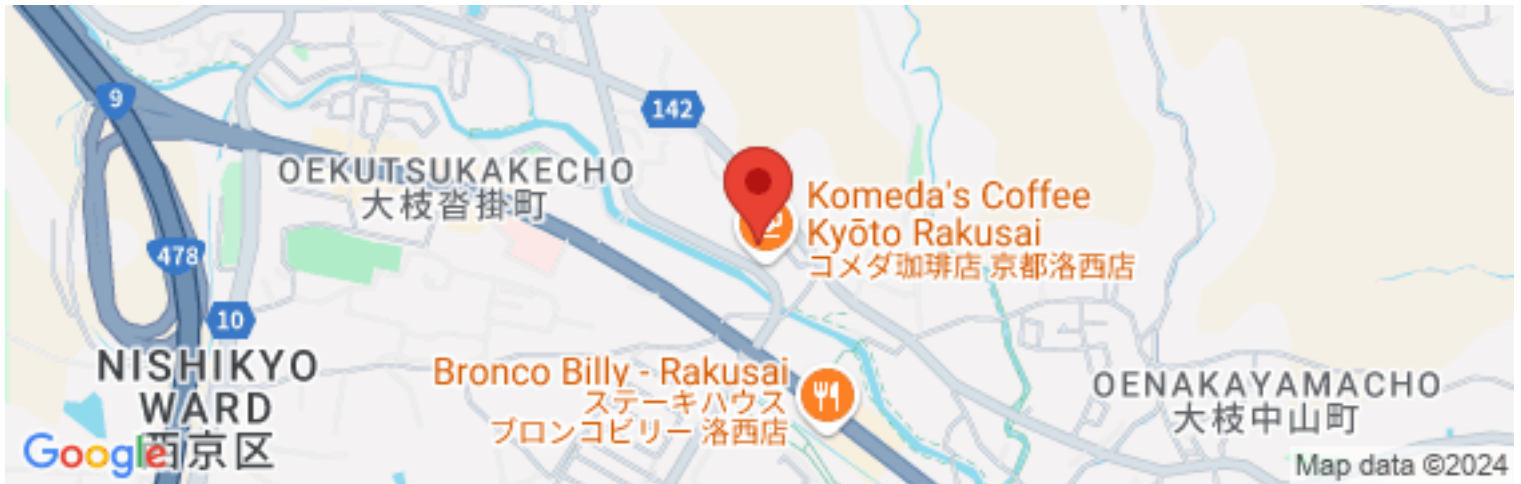 9
142
OEKUTSUKAKECHO
大枝沓掛町
Komeda's Coffee
Kyōto Rakusai
コメダ珈琲店 京都洛西店
478
10
NISHIKYO
WARD
西京区
Bronco Billy - Rakusai
ステーキハウス
ブロンコビリー 洛西店
OENAKAYAMACHO
大枝中山町
Google
Map data ©2024